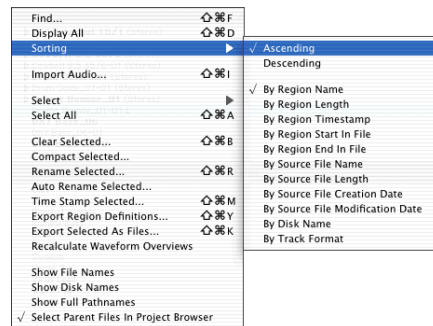 Find... ⇧⌘F
Display All ⇧⌘D
Sorting ▶
Import Audio... ⇧⌘I
Select ▶
Select All ⇧⌘A
Clear Selected... ⇧⌘B
Compact Selected...
Rename Selected... ⇧⌘R
Auto Rename Selected...
Time Stamp Selected... ⇧⌘M
Export Region Definitions... ⇧⌘Y
Export Selected As Files... ⇧⌘K
Recalculate Waveform Overviews
Show File Names
Show Disk Names
Show Full Pathnames
√ Select Parent Files In Project Browser
√ Ascending
Descending
√ By Region Name
By Region Length
By Region Timestamp
By Region Start In File
By Region End In File
By Source File Name
By Source File Length
By Source File Creation Date
By Source File Modification Date
By Disk Name
By Track Format